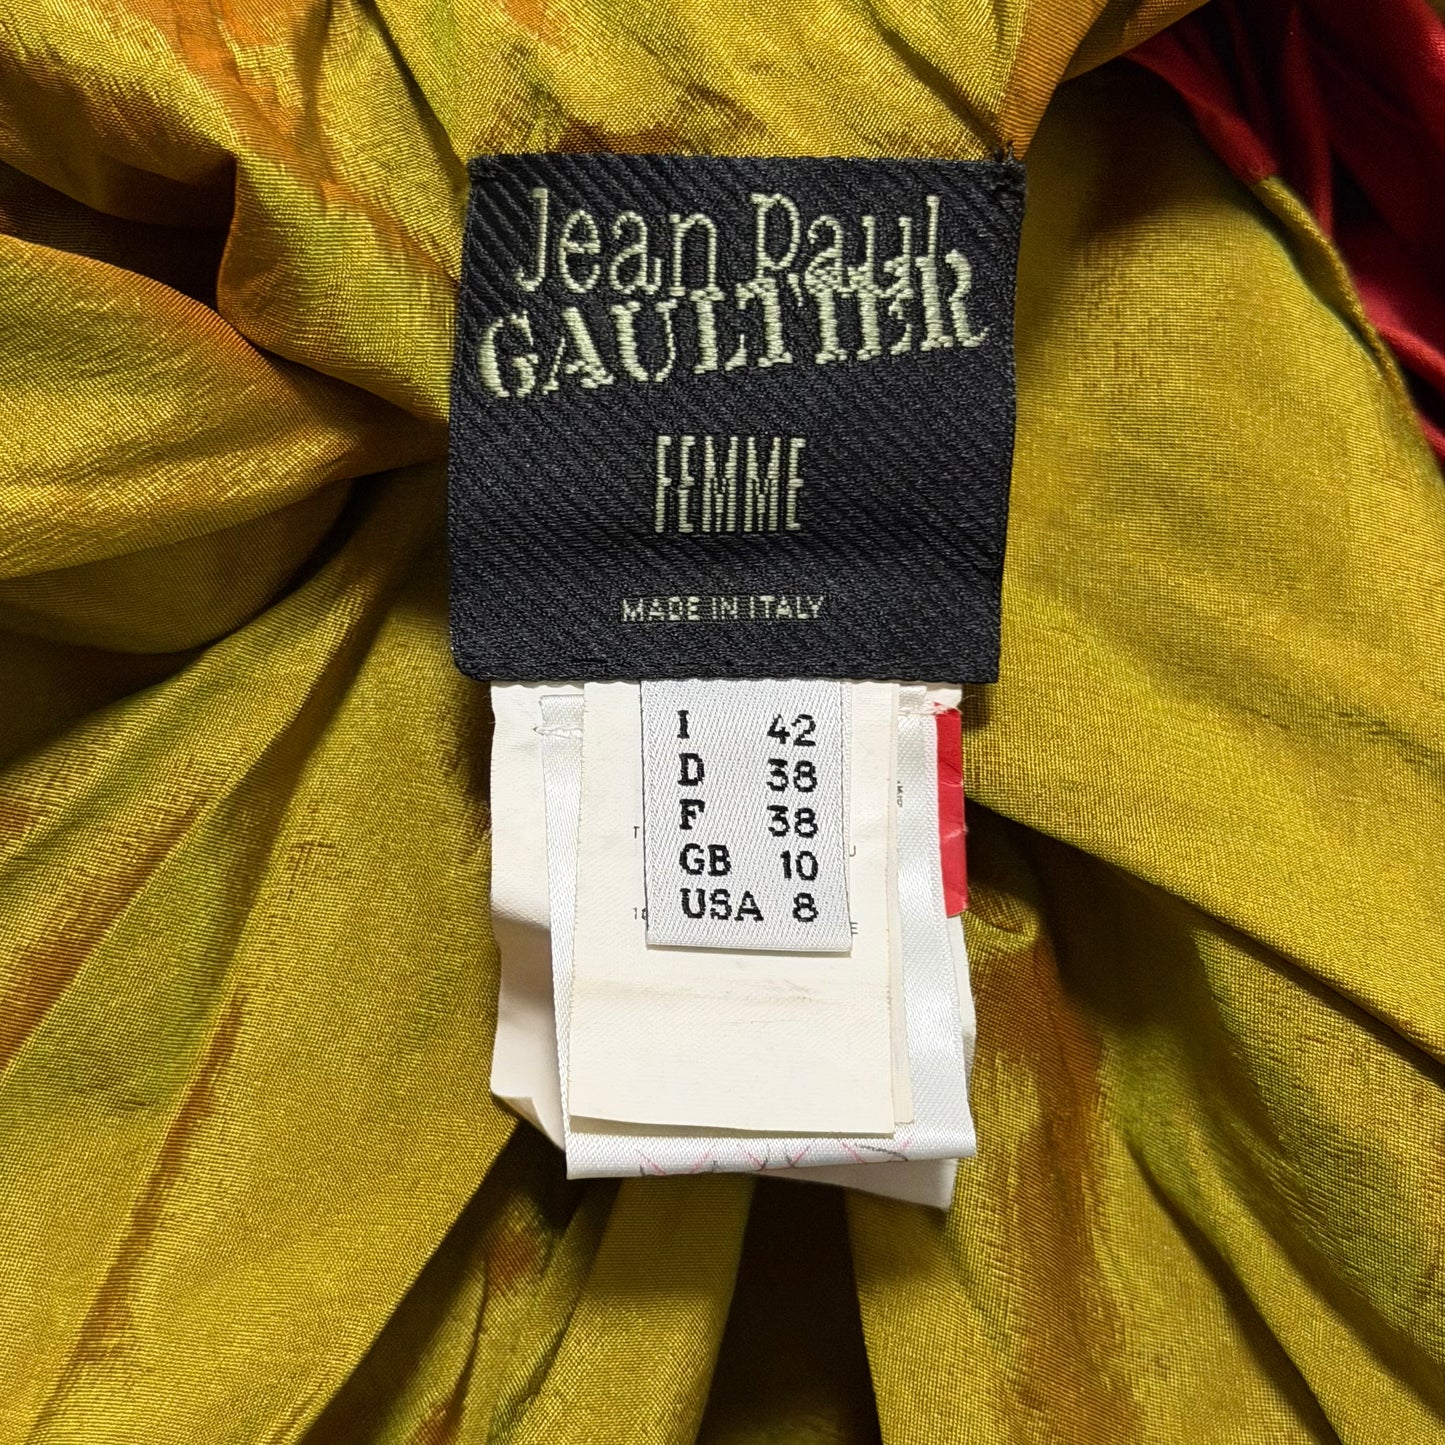 Jean Paul
GAULTIER
FEMME
MADE IN ITALY
I 42
D 38
F 38
GB 10
USA 8